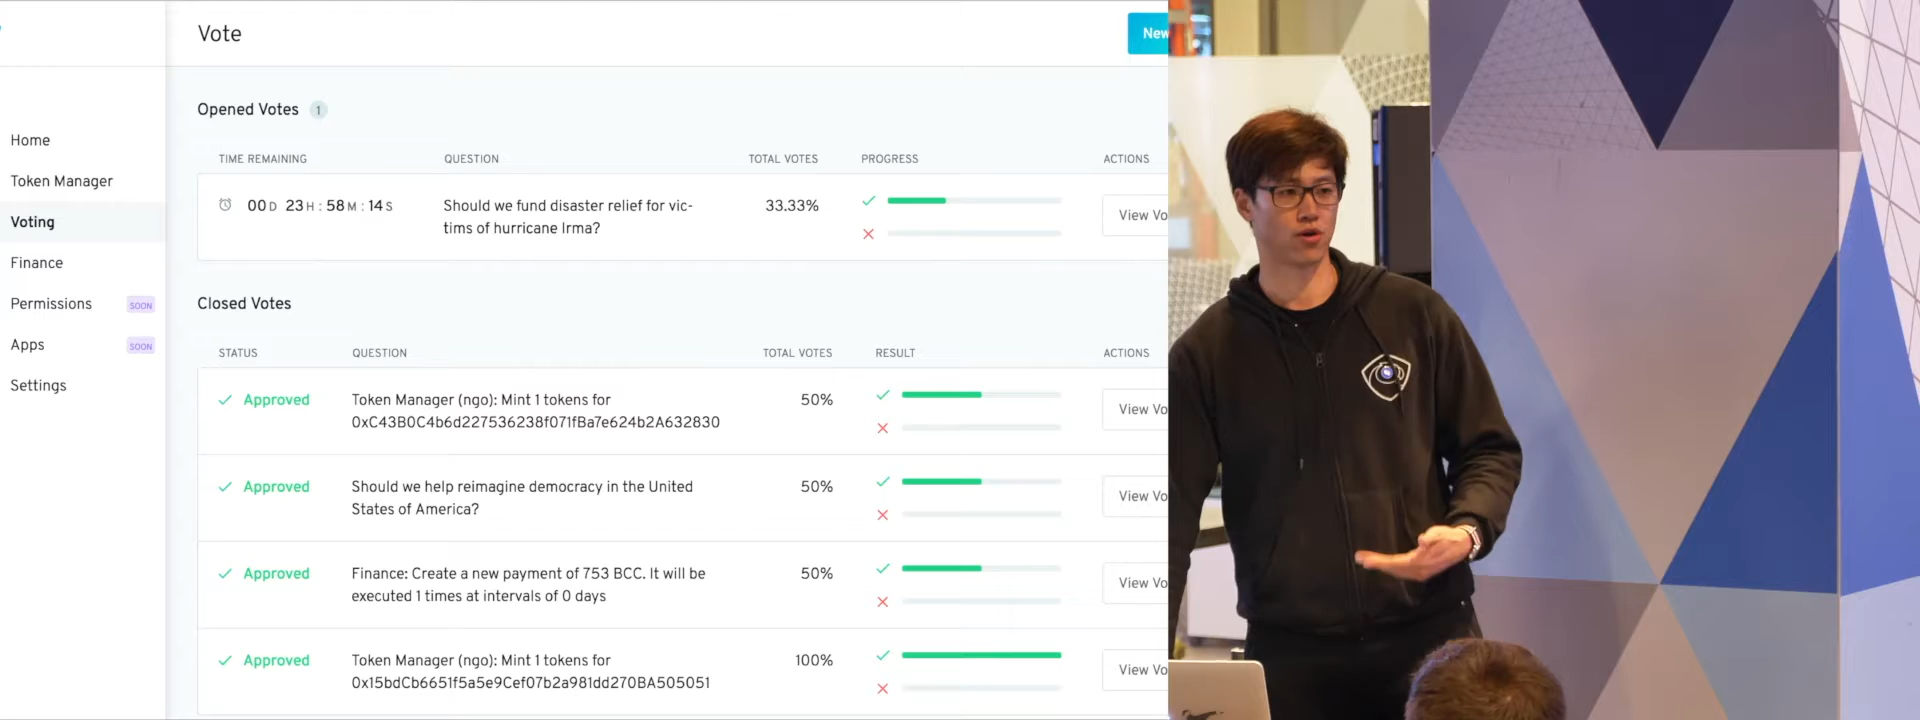 Vote
New
Opened Votes 1
TIME REMAINING QUESTION TOTAL VOTES PROGRESS ACTIONS
00D 23H : 58M : 14S Should we fund disaster relief for vic-
tims of hurricane Irma? 33.33% View Vo
Home
Token Manager
Voting
Finance
Permissions SOON
Apps SOON
Settings
Closed Votes
STATUS QUESTION TOTAL VOTES RESULT ACTIONS
Approved Token Manager (ngo): Mint 1 tokens for
0xC43B0C4b6d227536238f071fBa7e624b2A632830 50% View Vo
Approved Should we help reimagine democracy in the United
States of America? 50% View Vo
Approved Finance: Create a new payment of 753 BCC. It will be
executed 1 times at intervals of 0 days 50% View Vo
Approved Token Manager (ngo): Mint 1 tokens for
0x15bdCb6651f5a5e9Cef07b2a981dd270BA505051 100% View Vo